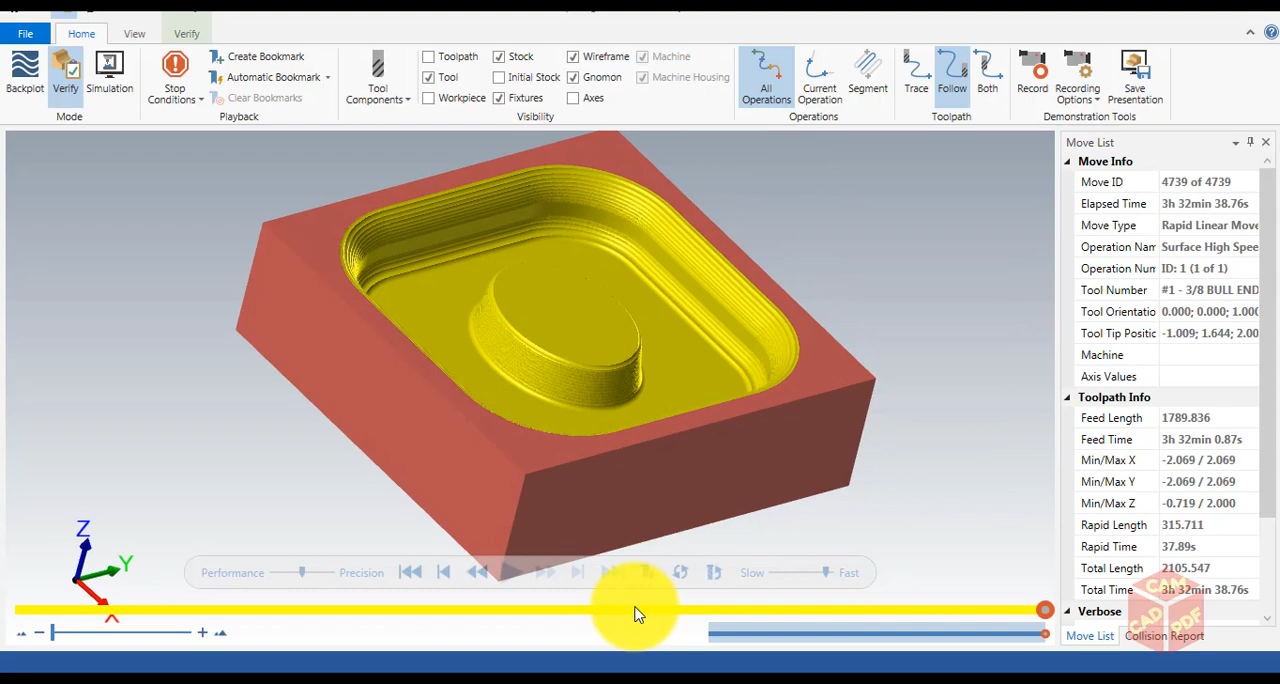 File Home View Verify
Backplot Verify Simulation
Mode
Stop Conditions
Create Bookmark
Automatic Bookmark
Clear Bookmarks
Playback
Tool Components
Toolpath Stock Wireframe Machine
Tool Initial Stock Gnomon Machine Housing
Workpiece Fixtures Axes
Visibility
All Operations Current Operation Segment
Operations
Trace Follow Both
Toolpath
Record Recording Options Save Presentation
Demonstration Tools
Move List
Move Info
Move ID 4739 of 4739
Elapsed Time 3h 32min 38.76s
Move Type Rapid Linear Move
Operation Nam Surface High Spee
Operation Num ID: 1 (1 of 1)
Tool Number #1 - 3/8 BULL END
Tool Orientatio 0.000; 0.000; 1.000
Tool Tip Positic -1.009; 1.644; 2.00
Machine
Axis Values
Toolpath Info
Feed Length 1789.836
Feed Time 3h 32min 0.87s
Min/Max X -2.069 / 2.069
Min/Max Y -2.069 / 2.069
Min/Max Z -0.719 / 2.000
Rapid Length 315.711
Rapid Time 37.89s
Total Length 2105.547
Total Time 3h 32min 38.76s
Verbose
Move List Collision Report
Z
Y
X
Performance Precision Slow Fast
CAM
CAD PDF